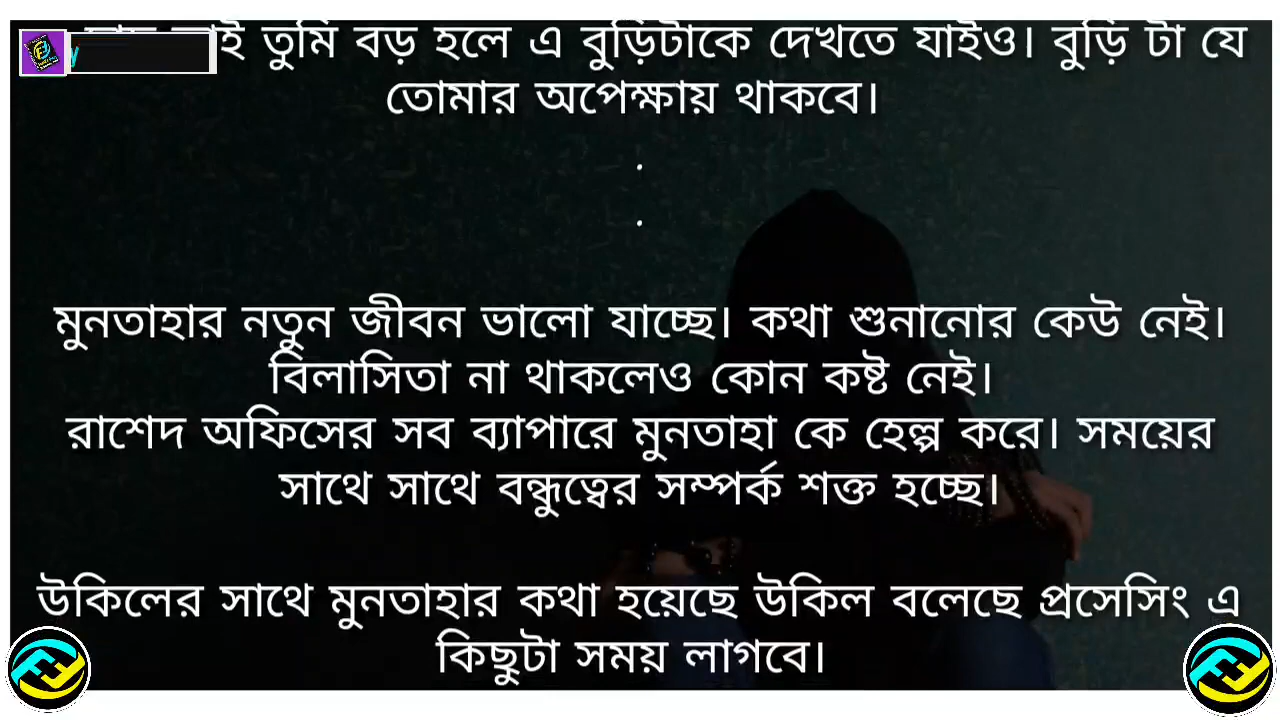 তুমি বড় হলে এ বুড়িটাকে দেখতে যাইও। বুড়ি টা যে
তোমার অপেক্ষায় থাকবে।
.
.
মুনতাহার নতুন জীবন ভালো যাচ্ছে। কথা শুনানোর কেউ নেই।
বিলাসিতা না থাকলেও কোন কষ্ট নেই।
রাশেদ অফিসের সব ব্যাপারে মুনতাহা কে হেল্প করে। সময়ের
সাথে সাথে বন্ধুত্বের সম্পর্ক শক্ত হচ্ছে।
উকিলের সাথে মুনতাহার কথা হয়েছে উকিল বলেছে প্রসেসিং এ
কিছুটা সময় লাগবে।